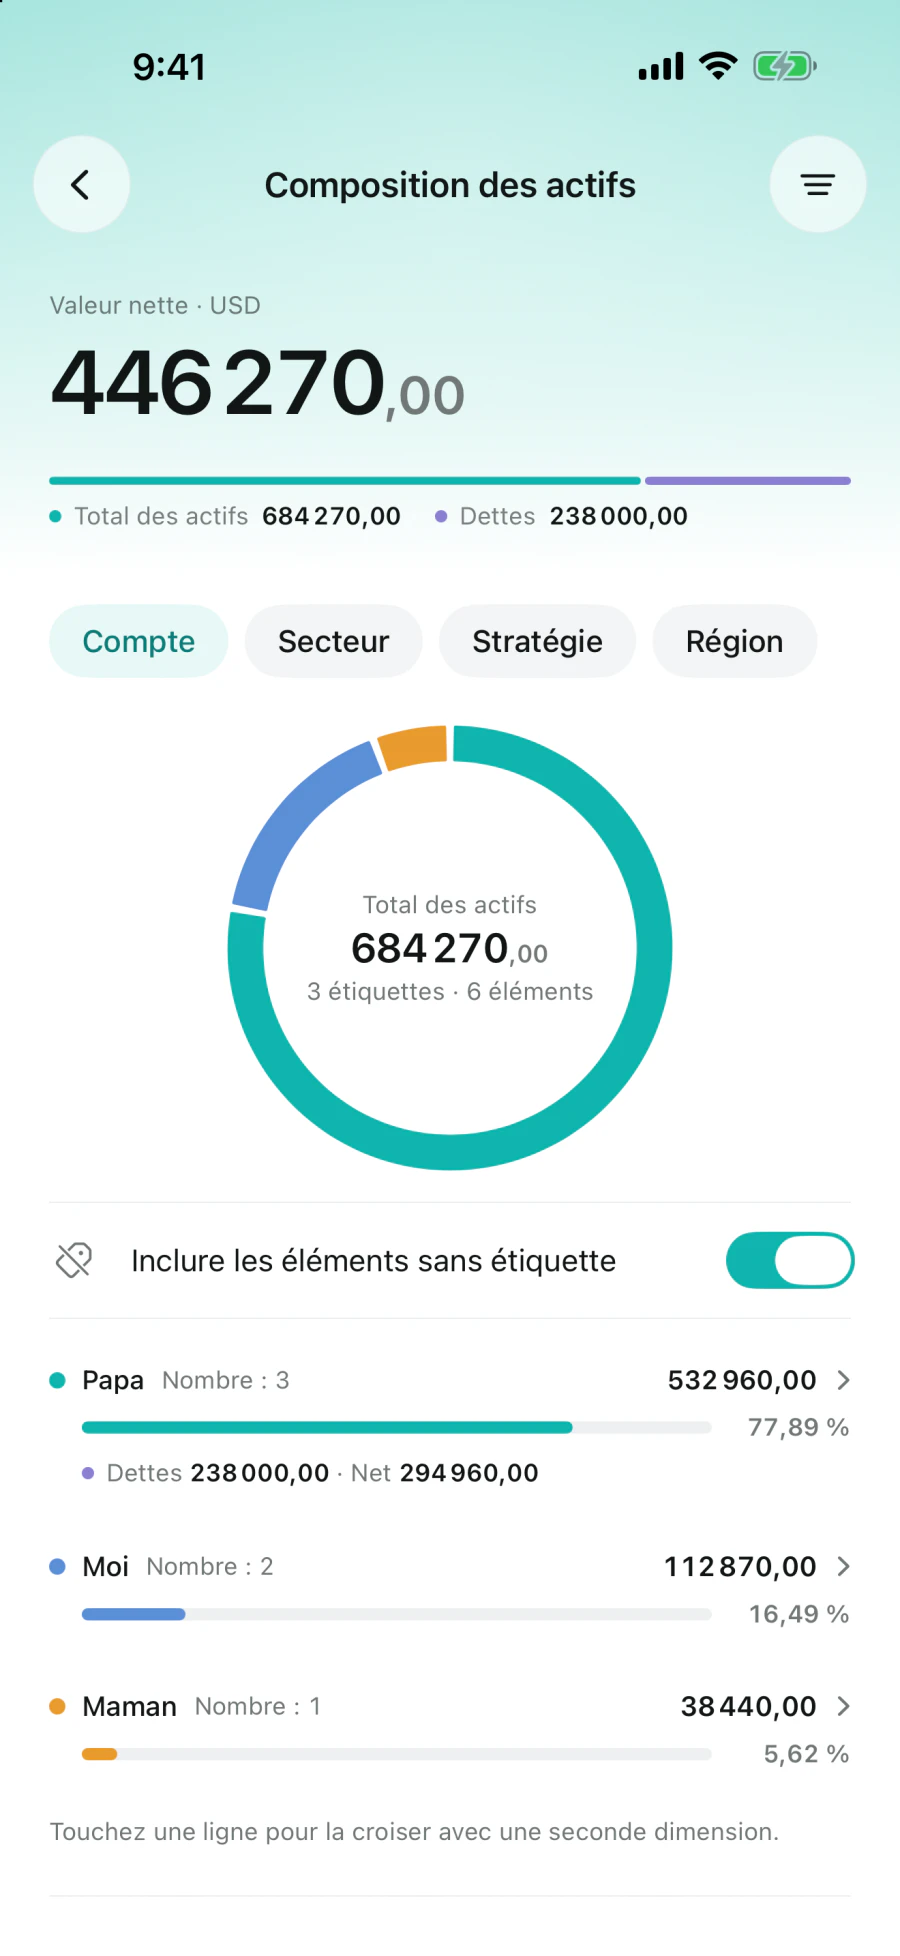 9:41
Composition des actifs
Valeur nette · USD
446 270,00
Total des actifs 684 270,00 Dettes 238 000,00
Compte Secteur Stratégie Région
Total des actifs
684 270,00
3 étiquettes · 6 éléments
Inclure les éléments sans étiquette
Papa Nombre : 3 532 960,00
77,89 %
Dettes 238 000,00 · Net 294 960,00
Moi Nombre : 2 112 870,00
16,49 %
Maman Nombre : 1 38 440,00
5,62 %
Touchez une ligne pour la croiser avec une seconde dimension.